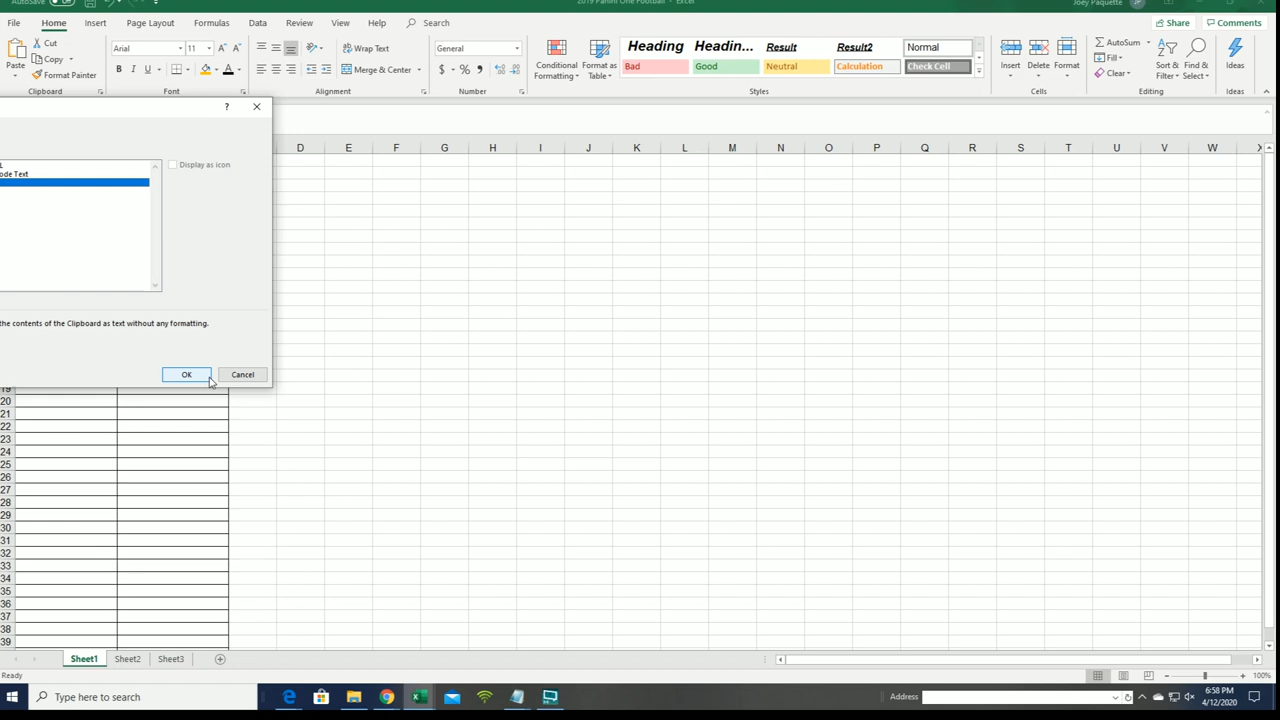 AutoSave Off 2019 Panini One Football - Excel Joey Paquette JP
File Home Insert Page Layout Formulas Data Review View Help Search Share Comments
Cut Arial 11 Wrap Text General Heading Headin... Result Result2 Normal AutoSum
Copy Fill
Paste Format Painter B I U Merge & Center $ % Conditional Formatting Format as Table Bad Good Neutral Calculation Check Cell Insert Delete Format Clear Sort & Filter Find & Select Ideas
Clipboard Font Alignment Number Styles Cells Editing Ideas
? ×
D E F G H I J K L M N O P Q R S T U V W X
Display as icon
ode Text
the contents of the Clipboard as text without any formatting.
OK Cancel
19
20
21
22
23
24
25
26
27
28
29
30
31
32
33
34
35
36
37
38
39
Sheet1 Sheet2 Sheet3
Ready 100%
Type here to search Address 6:58 PM
4/12/2020